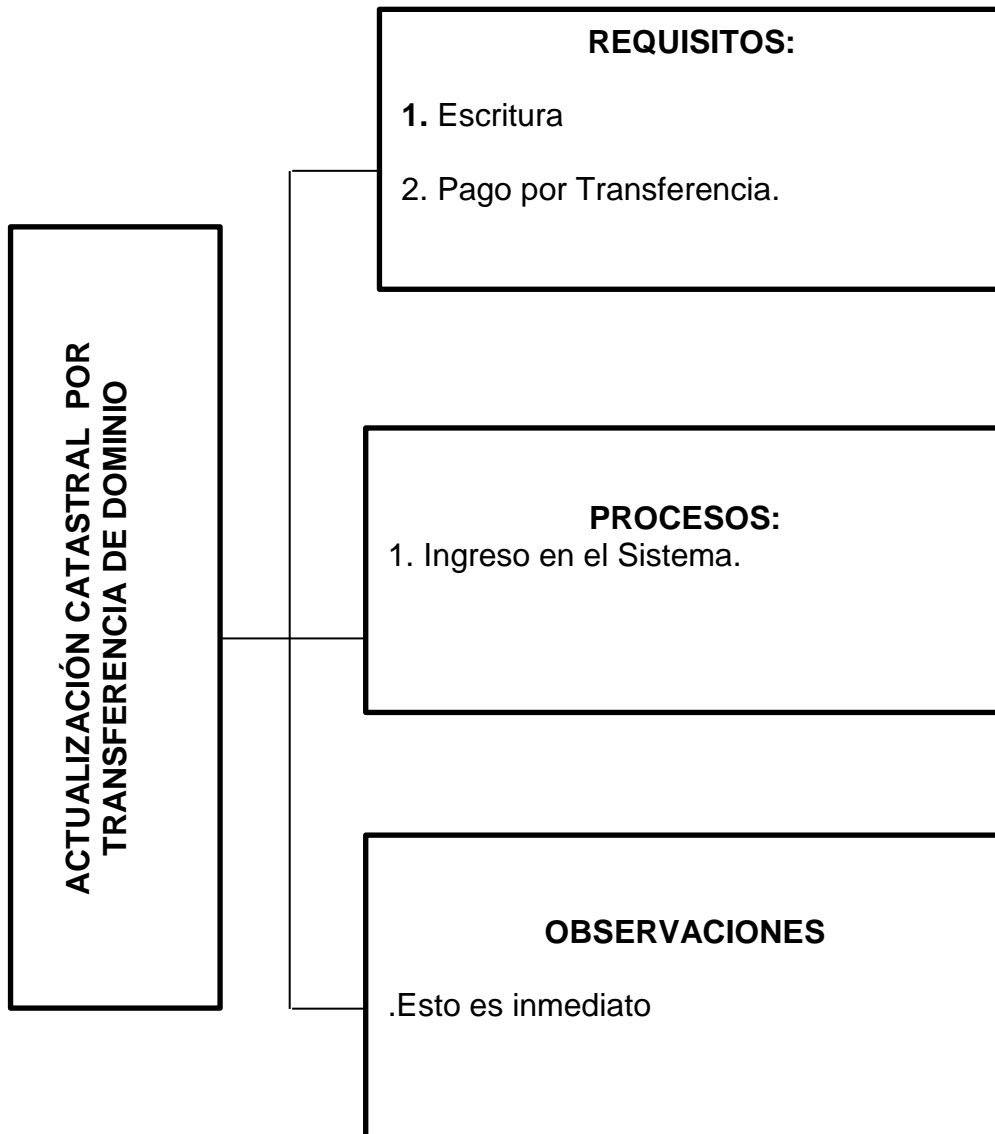 ACTUALIZACIÓN CATASTRAL POR
TRANSFERENCIA DE DOMINIO
REQUISITOS:
1. Escritura
2. Pago por Transferencia.
PROCESOS:
1. Ingreso en el Sistema.
OBSERVACIONES
.Esto es inmediato